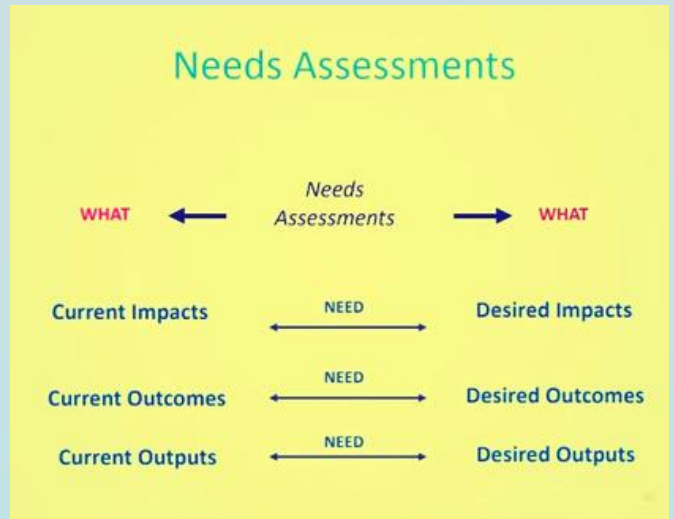 Needs Assessments
Needs
WHAT Assessments WHAT
Current Impacts NEED Desired Impacts
Current Outcomes NEED Desired Outcomes
Current Outputs NEED Desired Outputs